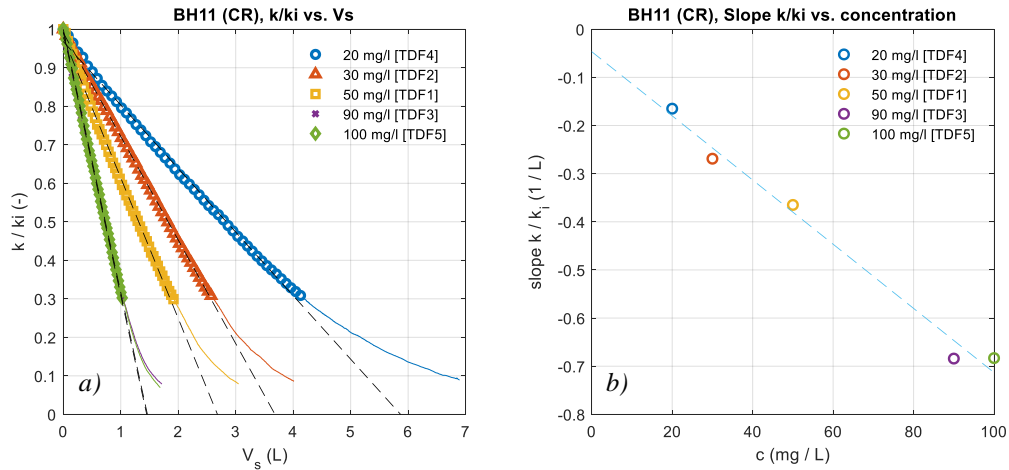 BH11 (CR), k/ki vs. Vs
1
0.9
0.8
0.7
0.6
0.5
0.4
0.3
0.2
0.1
0
k / ki (-)
20 mg/l [TDF4]
30 mg/l [TDF2]
50 mg/l [TDF1]
90 mg/l [TDF3]
100 mg/l [TDF5]
a)
0 1 2 3 4 5 6 7
Vs (L)
BH11 (CR), Slope k/ki vs. concentration
0
-0.1
-0.2
-0.3
-0.4
-0.5
-0.6
-0.7
-0.8
slope k / ki (1 / L)
20 mg/l [TDF4]
30 mg/l [TDF2]
50 mg/l [TDF1]
90 mg/l [TDF3]
100 mg/l [TDF5]
b)
0 20 40 60 80 100
c (mg / L)